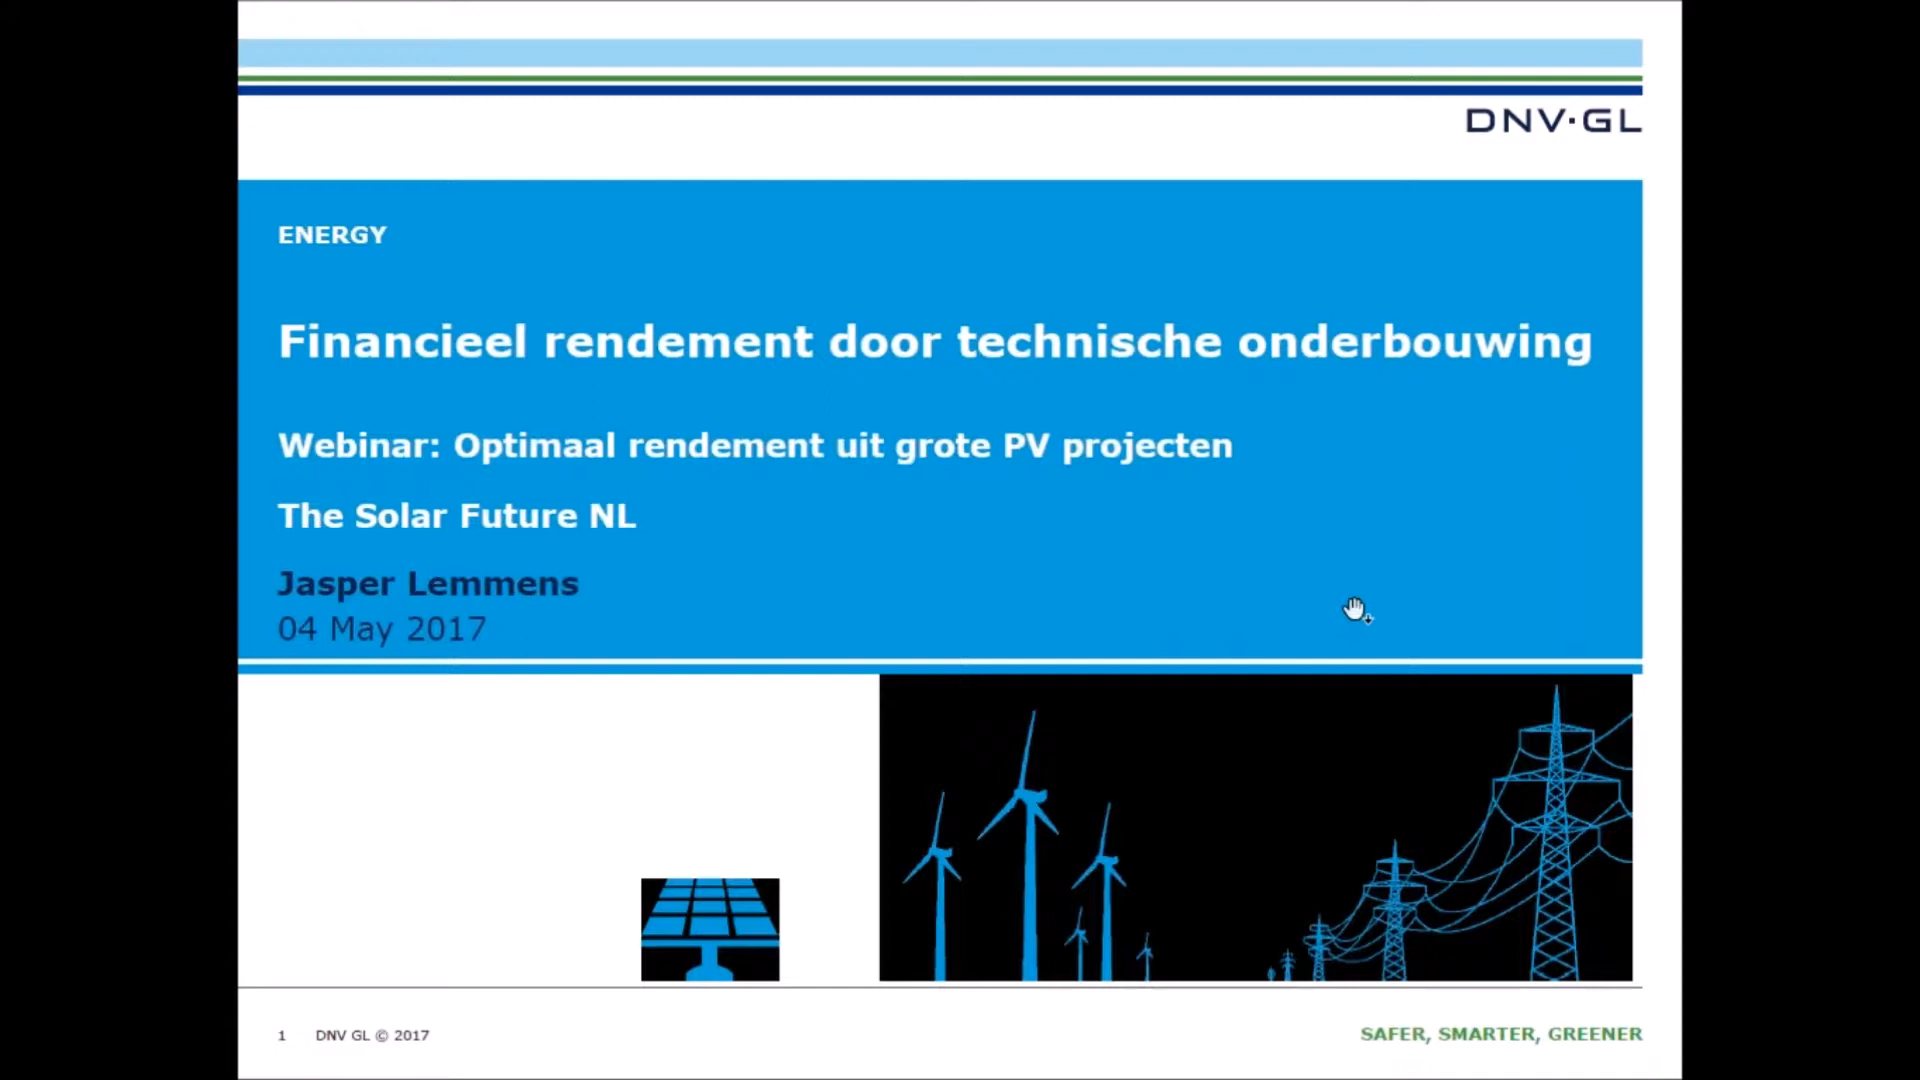 DNV·GL
ENERGY
Financieel rendement door technische onderbouwing
Webinar: Optimaal rendement uit grote PV projecten
The Solar Future NL
Jasper Lemmens
04 May 2017
1 DNV GL © 2017
SAFER, SMARTER, GREENER